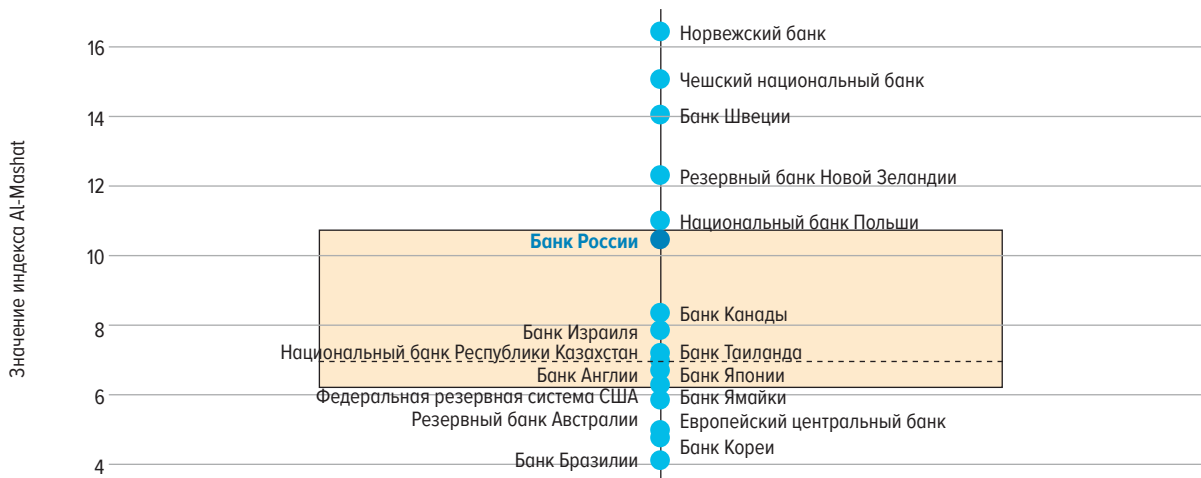 Значение индекса Al-Mashat
16
14
12
10
8
6
4
Норвежский банк
Чешский национальный банк
Банк Швеции
Резервный банк Новой Зеландии
Национальный банк Польши
Банк России
Банк Канады
Банк Израиля
Национальный банк Республики Казахстан
Банк Таиланда
Банк Англии
Банк Японии
Федеральная резервная система США
Банк Ямайки
Резервный банк Австралии
Европейский центральный банк
Банк Кореи
Банк Бразилии